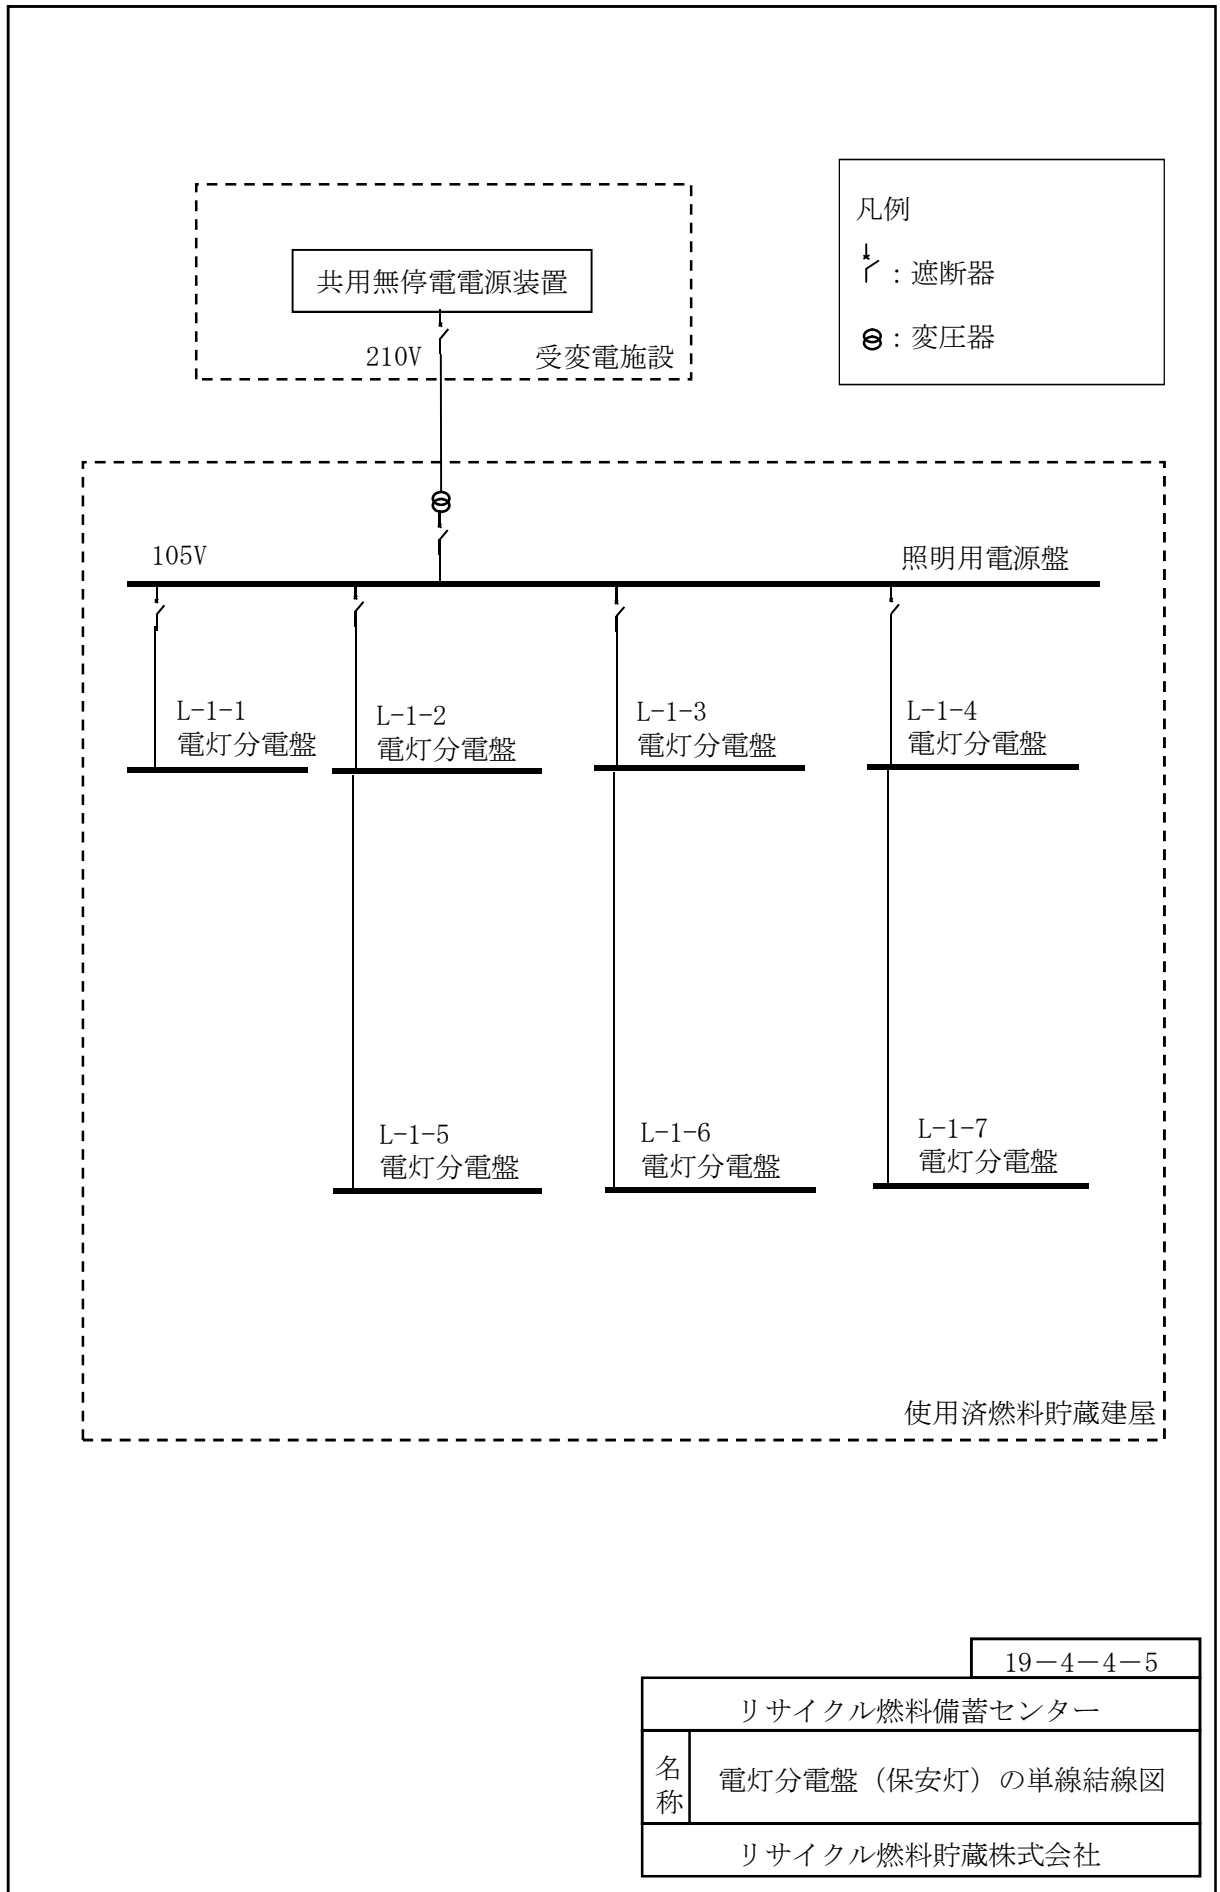 凡例
：遮断器
：変圧器
共用無停電電源装置
210V
受変電施設
105V
照明用電源盤
L-1-1
電灯分電盤
L-1-2
電灯分電盤
L-1-3
電灯分電盤
L-1-4
電灯分電盤
L-1-5
電灯分電盤
L-1-6
電灯分電盤
L-1-7
電灯分電盤
使用済燃料貯蔵建屋
19－4－4－5
リサイクル燃料備蓄センター
名称
電灯分電盤（保安灯）の単線結線図
リサイクル燃料貯蔵株式会社